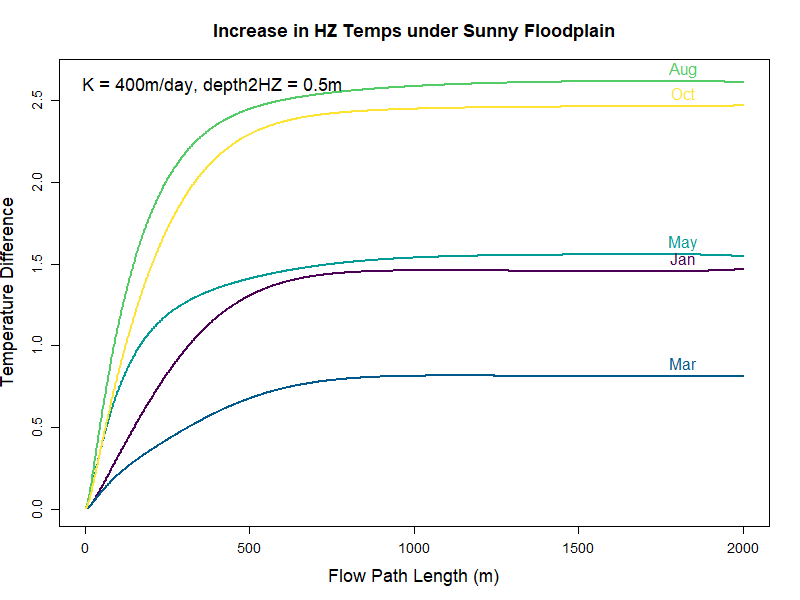 Increase in HZ Temps under Sunny Floodplain
K = 400m/day, depth2HZ = 0.5m
Aug
Oct
May
Jan
Mar
Temperature Difference
2.5
2.0
1.5
1.0
0.5
0.0
0 500 1000 1500 2000
Flow Path Length (m)